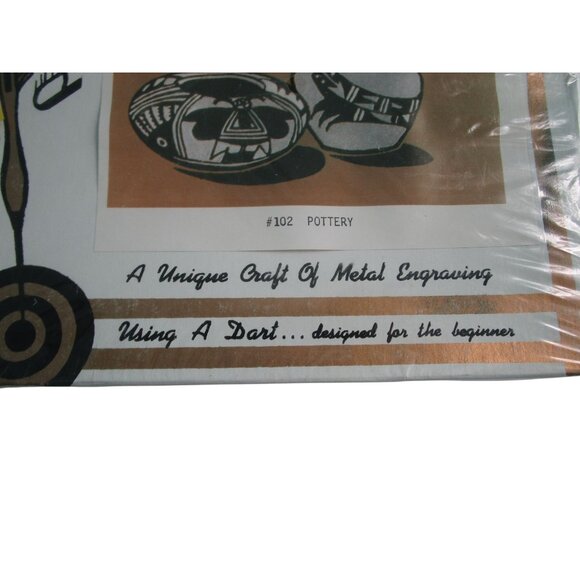 #102 POTTERY
A Unique Craft Of Metal Engraving
Using A Dart... designed for the beginner